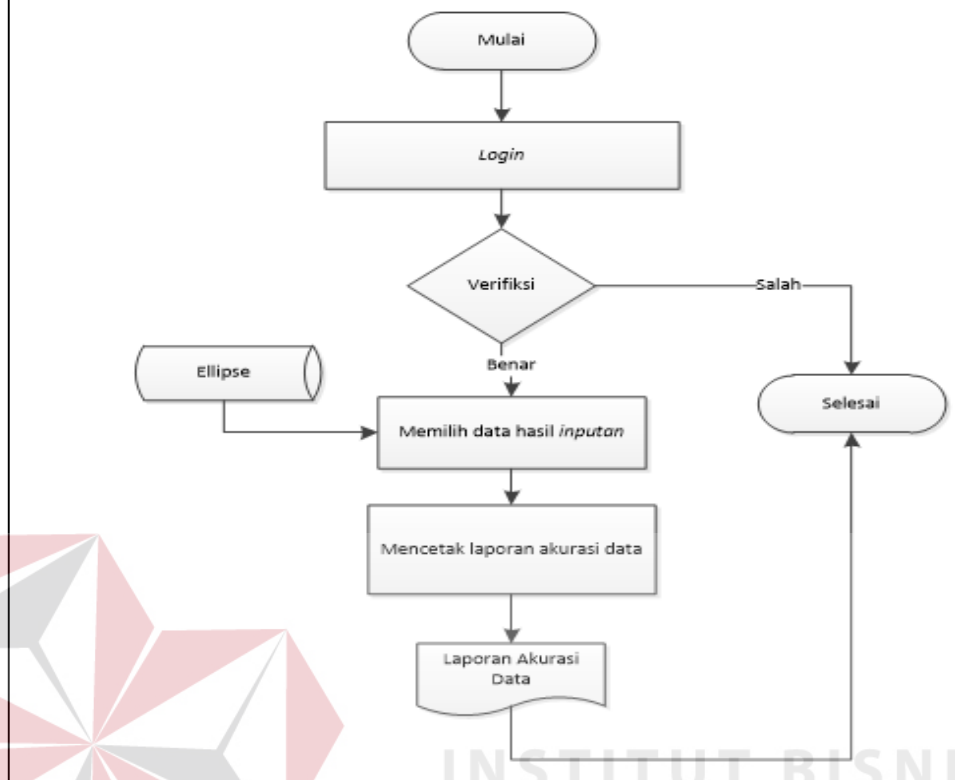 Mulai
Login
Verifiksi
Salah
Benar
Ellipse
Selesai
Memilih data hasil inputan
Mencetak laporan akurasi data
Laporan Akurasi
Data
INSTITUT BISNI